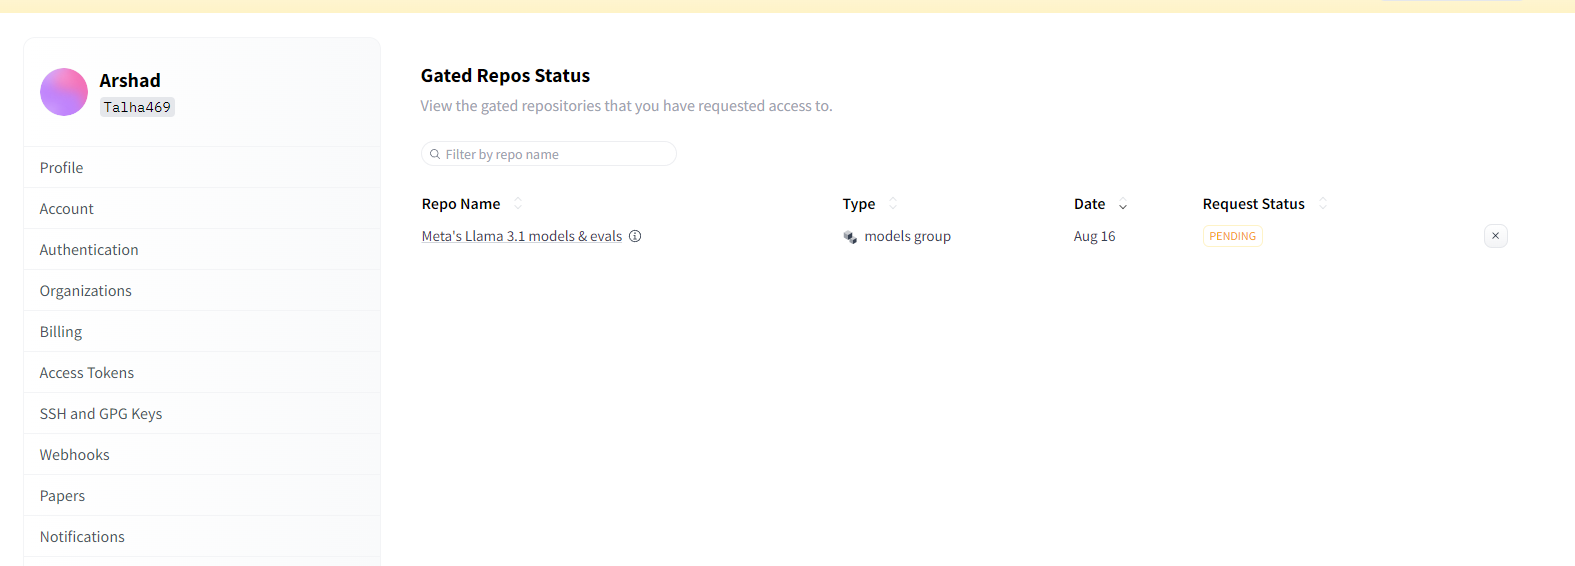 Arshad
Talha469
Profile
Account
Authentication
Organizations
Billing
Access Tokens
SSH and GPG Keys
Webhooks
Papers
Notifications
Gated Repos Status
View the gated repositories that you have requested access to.
Filter by repo name
Repo Name Type Date Request Status
Meta's Llama 3.1 models & evals models group Aug 16 PENDING